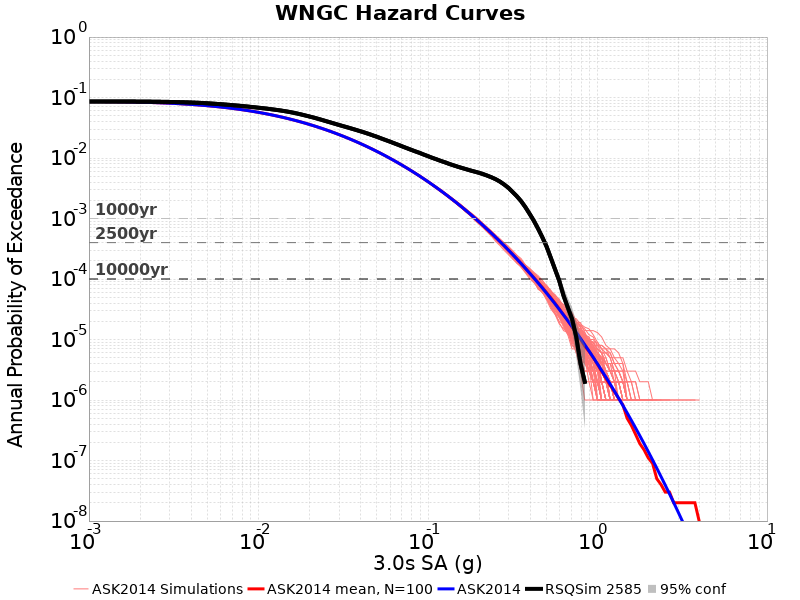 WNGC Hazard Curves
Annual Probability of Exceedance
10^0
10^-1
10^-2
10^-3
10^-4
10^-5
10^-6
10^-7
10^-8
1000yr
2500yr
10000yr
10^-3 10^-2 10^-1 10^0 10^1
3.0s SA (g)
ASK2014 Simulations ASK2014 mean, N=100 ASK2014 RSQSim 2585 95% conf